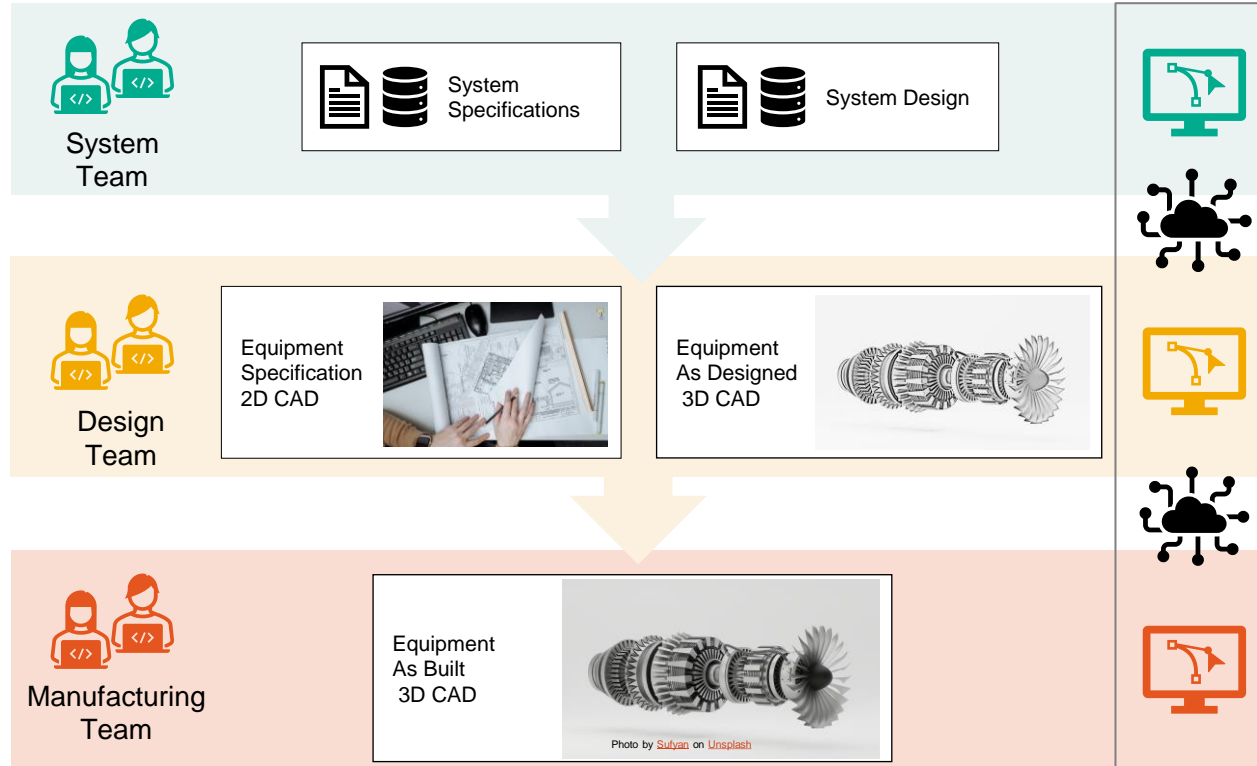 </>
</>
System
Team
System
Specifications
System Design
</>
</>
Design
Team
Equipment
Specification
2D CAD
Equipment
As Designed
3D CAD
</>
</>
Manufacturing
Team
Equipment
As Built
3D CAD
Photo by Sufyan on Unsplash